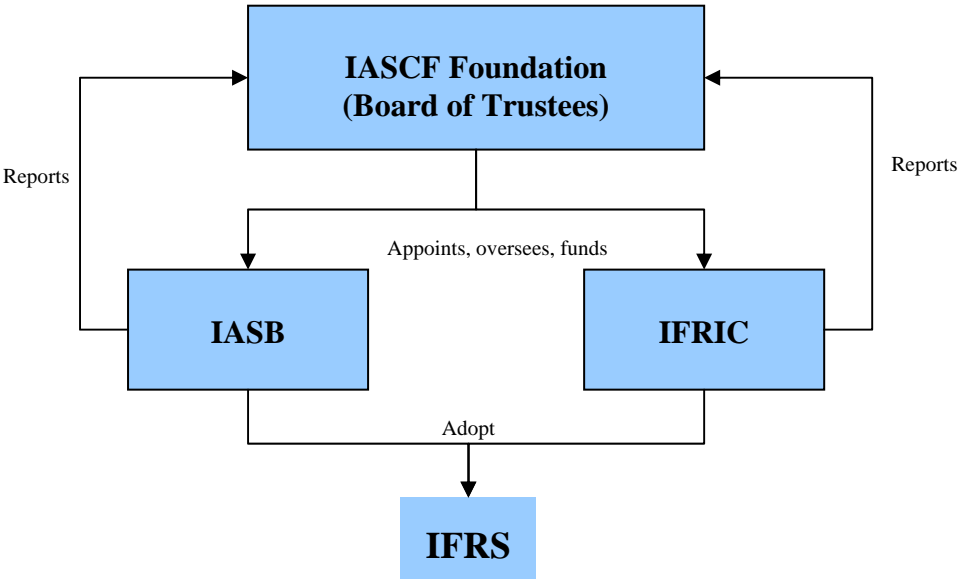 IASCF Foundation
(Board of Trustees)
Reports
Reports
Appoints, oversees, funds
IASB
IFRIC
Adopt
IFRS